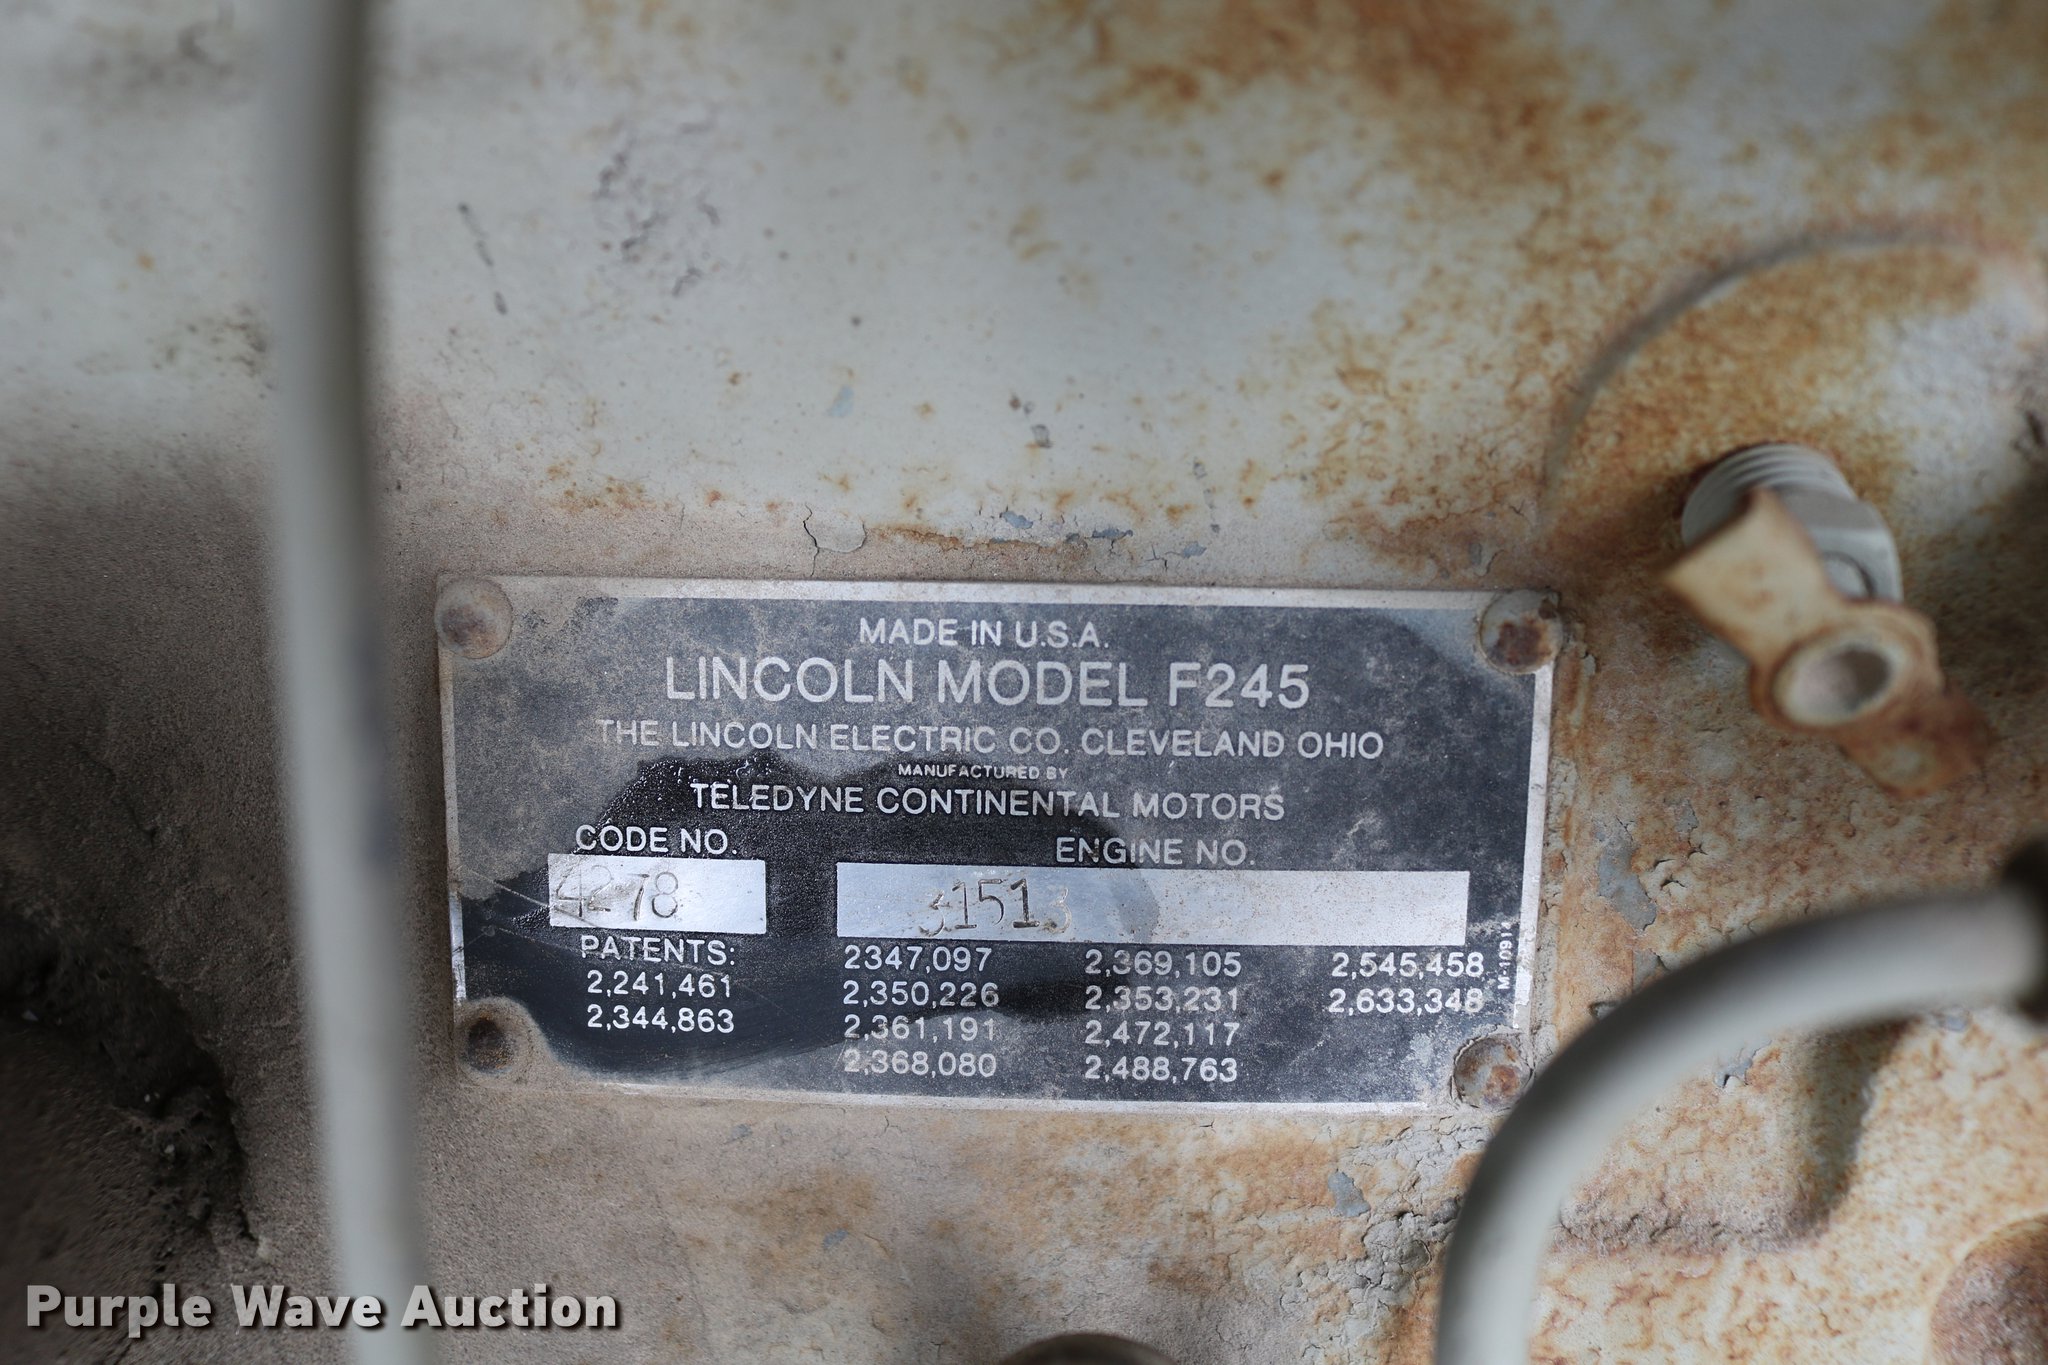 MADE IN U.S.A.
LINCOLN MODEL F245
THE LINCOLN ELECTRIC CO. CLEVELAND OHIO
MANUFACTURED BY
TELEDYNE CONTINENTAL MOTORS
CODE NO. ENGINE NO.
4278 31513
PATENTS: 2347,097 2,369,105 2,545,458
2,241,461 2,350,226 2,353,231 2,633,348
2,344,863 2,361,191 2,472,117
2,368,080 2,488,763
M-10914
Purple Wave Auction